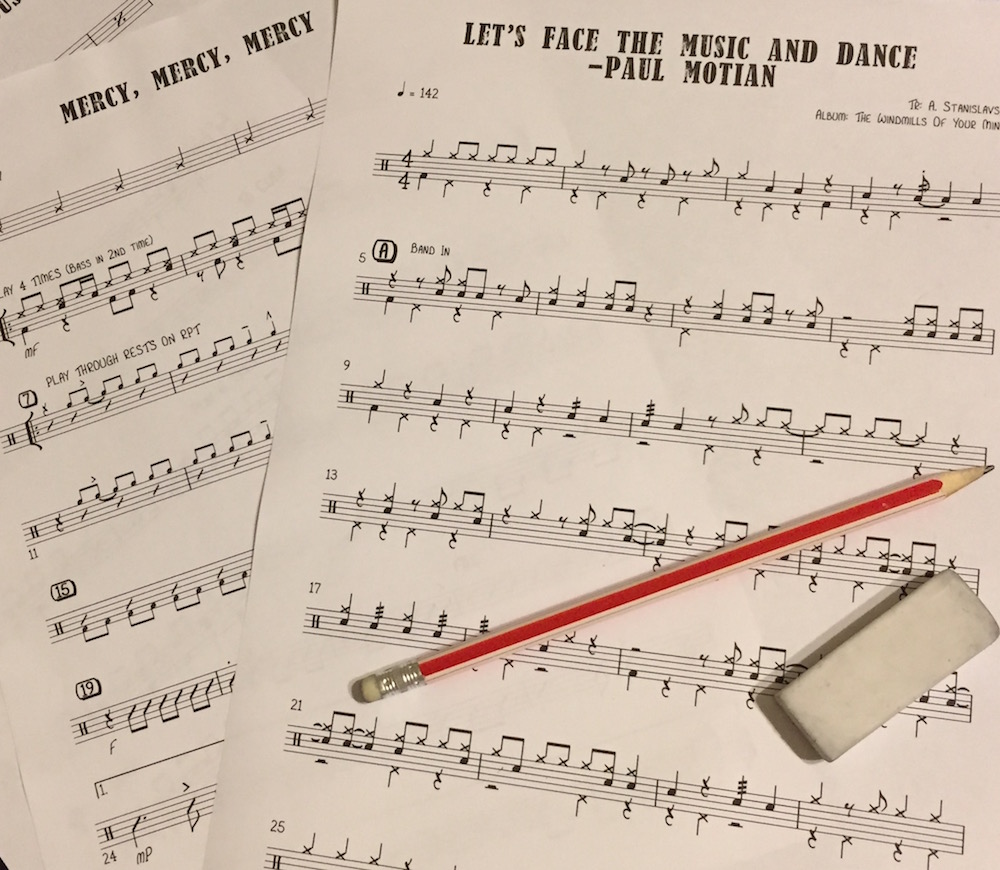 MERCY, MERCY, MERCY
PLAY 4 TIMES (BASS IN 2ND TIME)
MF
7
PLAY THROUGH RESTS ON RPT
11
15
19
F
1.
24
MP
LET'S FACE THE MUSIC AND DANCE
-PAUL MOTIAN
= 142
TR: A. STANISLAVS
ALBUM: THE WINDMILLS OF YOUR MIN
4
4
5
A
BAND IN
9
13
17
21
25